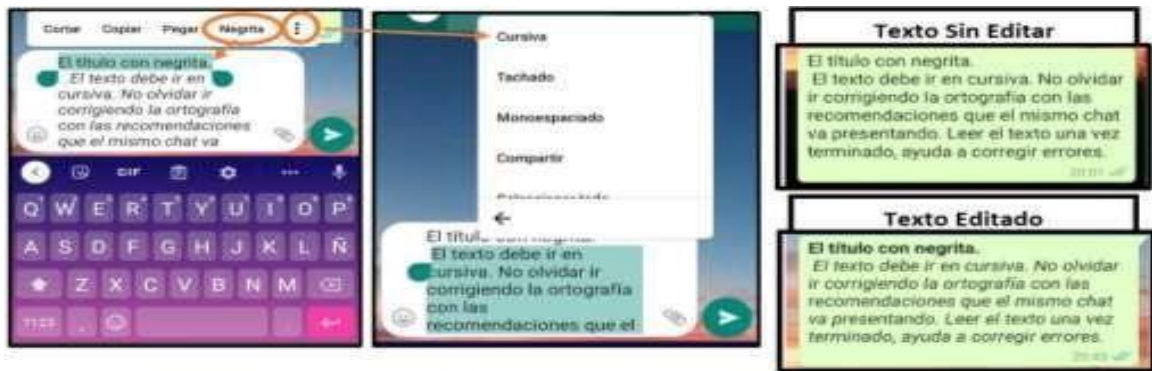 Cortar Copiar Pegar Negrita
El título con negrita.
El texto debe ir en
cursiva. No olvidar ir
corrigiendo la ortografía
con las recomendaciones
que el mismo chat va
GIF
Q W E R T Y U I O P
A S D F G H J K L Ñ
Z X C V B N M
Cursiva
Tachado
Monoespaciado
Compartir
El título
El texto debe ir en
cursiva. No olvidar ir
corrigiendo la ortografía
con las
recomendaciones que el
Texto Sin Editar
El título con negrita.
El texto debe ir en cursiva. No olvidar
ir corrigiendo la ortografía con las
recomendaciones que el mismo chat
va presentando. Leer el texto una vez
terminado, ayuda a corregir errores.
Texto Editado
El título con negrita.
El texto debe ir en cursiva. No olvidar
ir corrigiendo la ortografía con las
recomendaciones que el mismo chat
va presentando. Leer el texto una vez
terminado, ayuda a corregir errores.